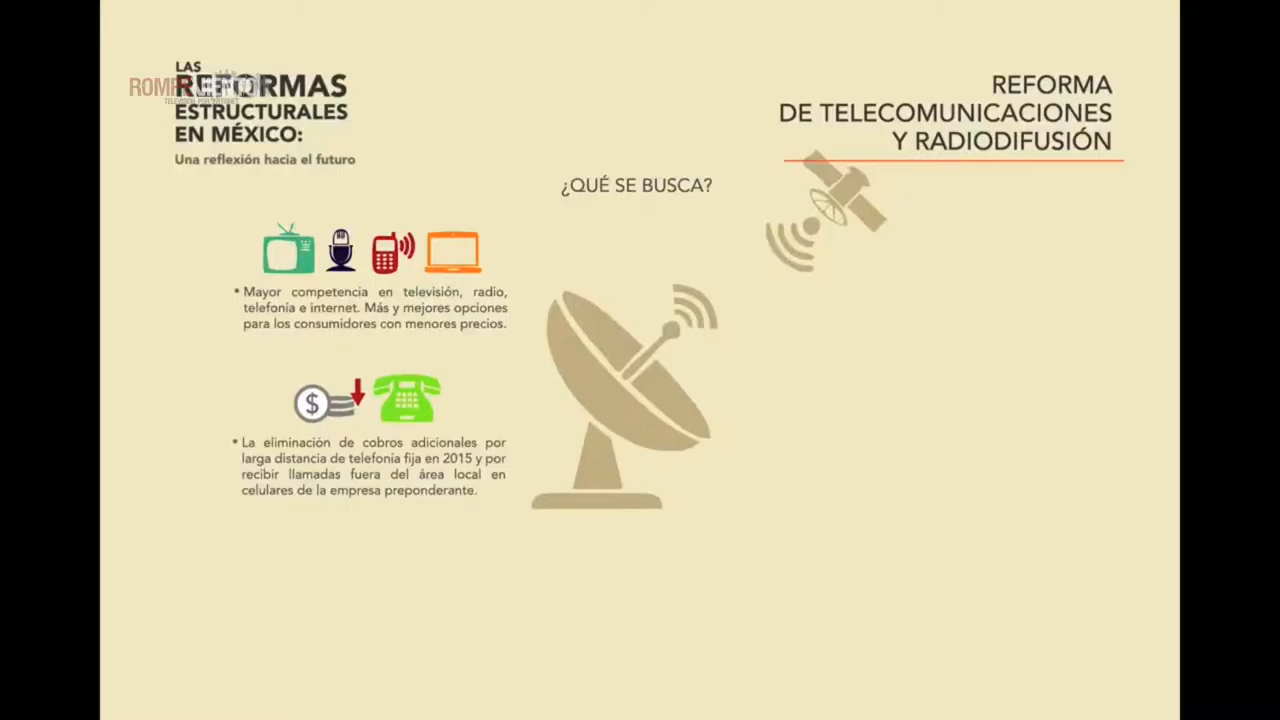 LAS
REFORMAS
ESTRUCTURALES
EN MÉXICO:
Una reflexión hacia el futuro
TELEVISIÓN POR INTERNET
REFORMA
DE TELECOMUNICACIONES
Y RADIODIFUSIÓN
¿QUÉ SE BUSCA?
• Mayor competencia en televisión, radio,
telefonía e internet. Más y mejores opciones
para los consumidores con menores precios.
$
• La eliminación de cobros adicionales por
larga distancia de telefonía fija en 2015 y por
recibir llamadas fuera del área local en
celulares de la empresa preponderante.